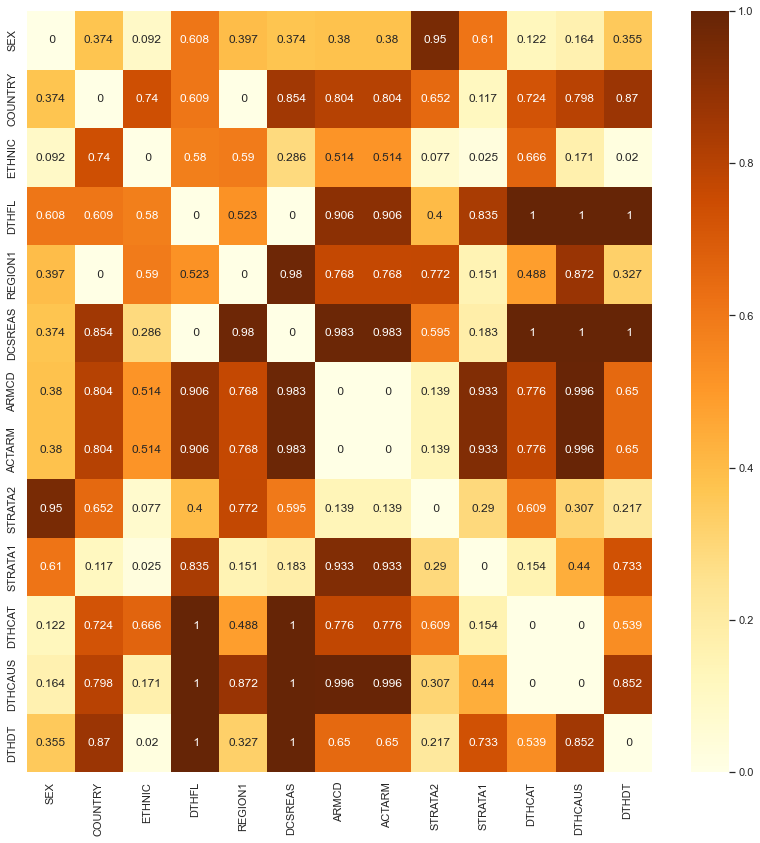 SEX 0 0.374 0.092 0.608 0.397 0.374 0.38 0.38 0.95 0.61 0.122 0.164 0.355
COUNTRY 0.374 0 0.74 0.609 0 0.854 0.804 0.804 0.652 0.117 0.724 0.798 0.87
ETHNIC 0.092 0.74 0 0.58 0.59 0.286 0.514 0.514 0.077 0.025 0.666 0.171 0.02
DTHFL 0.608 0.609 0.58 0 0.523 0 0.906 0.906 0.4 0.835 1 1 1
REGION1 0.397 0 0.59 0.523 0 0.98 0.768 0.768 0.772 0.151 0.488 0.872 0.327
DCSREAS 0.374 0.854 0.286 0 0.98 0 0.983 0.983 0.595 0.183 1 1 1
ARMCD 0.38 0.804 0.514 0.906 0.768 0.983 0 0 0.139 0.933 0.776 0.996 0.65
ACTARM 0.38 0.804 0.514 0.906 0.768 0.983 0 0 0.139 0.933 0.776 0.996 0.65
STRATA2 0.95 0.652 0.077 0.4 0.772 0.595 0.139 0.139 0 0.29 0.609 0.307 0.217
STRATA1 0.61 0.117 0.025 0.835 0.151 0.183 0.933 0.933 0.29 0 0.154 0.44 0.733
DTHCAT 0.122 0.724 0.666 1 0.488 1 0.776 0.776 0.609 0.154 0 0 0.539
DTHCAUS 0.164 0.798 0.171 1 0.872 1 0.996 0.996 0.307 0.44 0 0 0.852
DTHDT 0.355 0.87 0.02 1 0.327 1 0.65 0.65 0.217 0.733 0.539 0.852 0
SEX COUNTRY ETHNIC DTHFL REGION1 DCSREAS ARMCD ACTARM STRATA2 STRATA1 DTHCAT DTHCAUS DTHDT
1.0
0.8
0.6
0.4
0.2
0.0